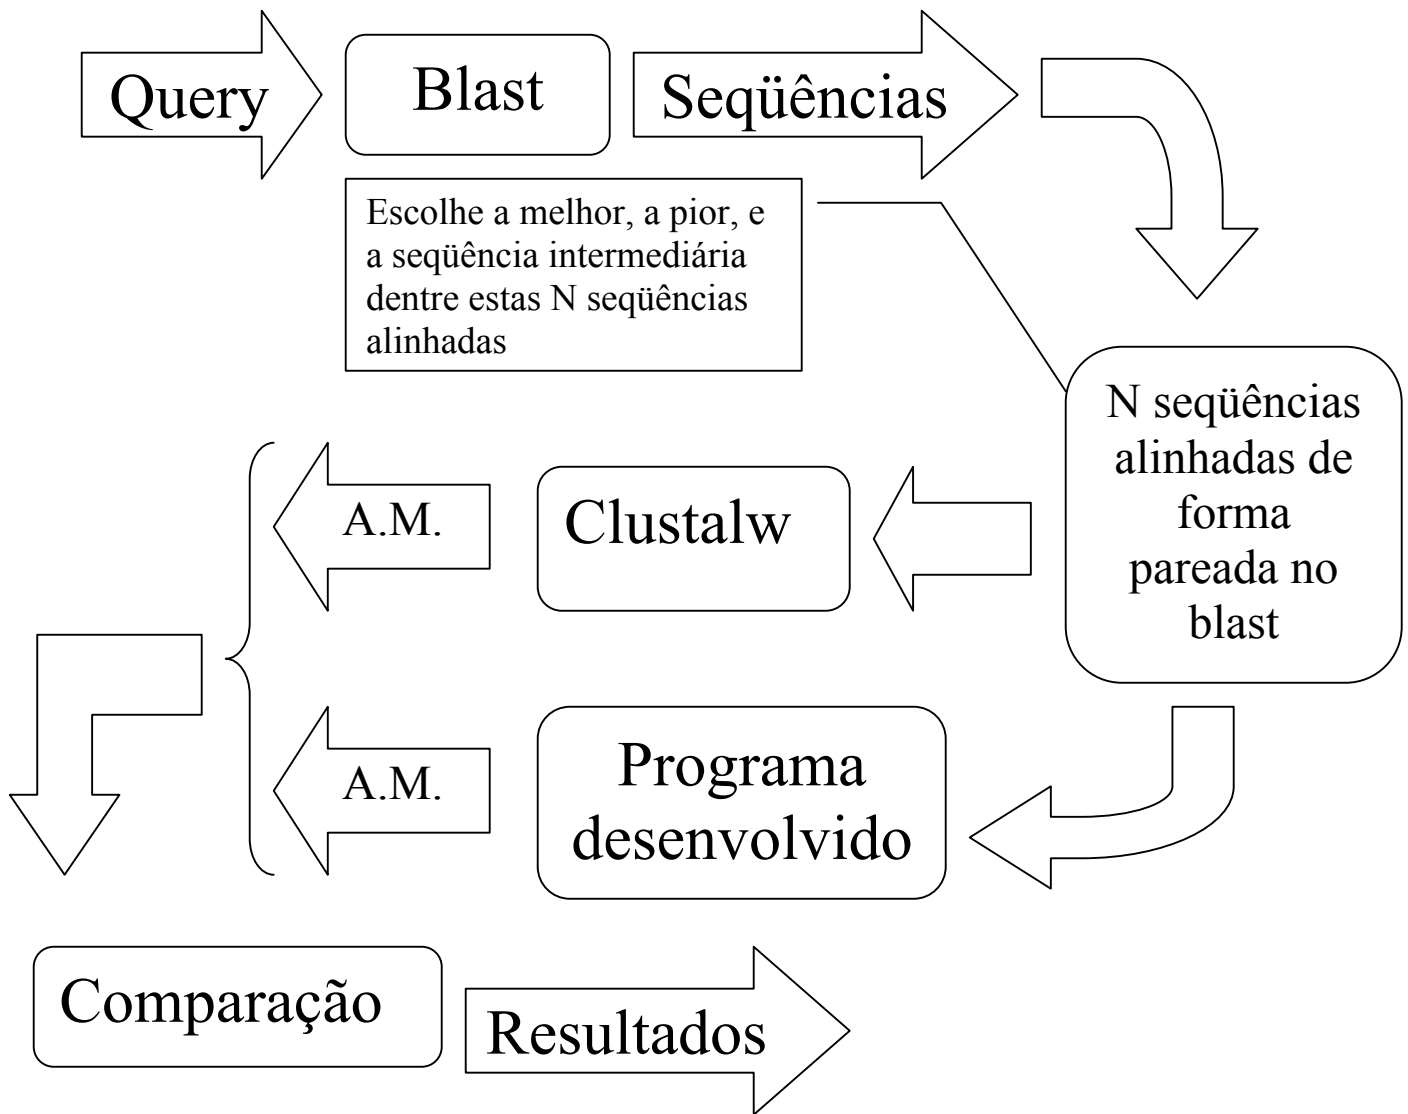 Query
Blast
Seqüências
Escolhe a melhor, a pior, e
a seqüência intermediária
dentre estas N seqüências
alinhadas
N seqüências
alinhadas de
forma
pareada no
blast
A.M.
Clustalw
A.M.
Programa
desenvolvido
Comparação
Resultados